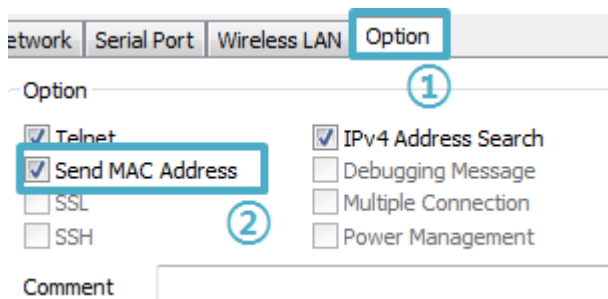 etwork Serial Port Wireless LAN Option
①
Option
Telnet IPv4 Address Search
Send MAC Address Debugging Message
SSL Multiple Connection
②
SSH Power Management
Comment